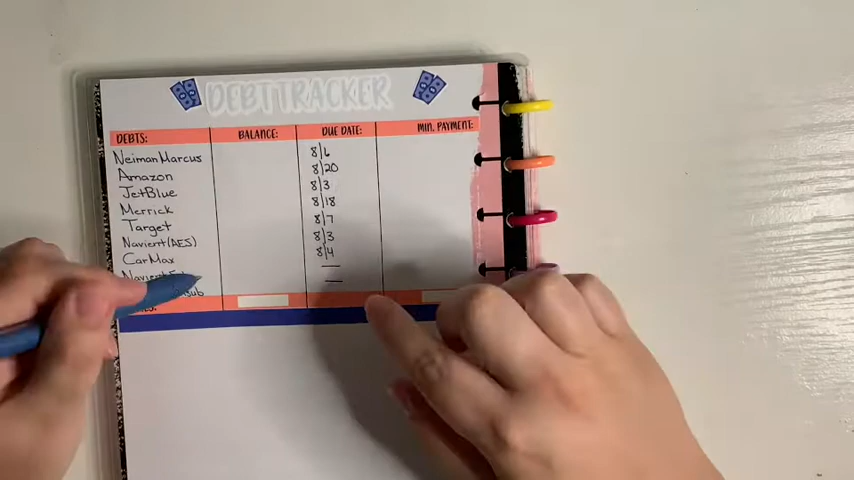 DEBT TRACKER
DEBTS: BALANCE: DUE DATE: MIN. PAYMENT:
Neiman Marcus 8|6
Amazon 8|20
JetBlue 8|3
Merrick 8|18
Target 8|7
Navient (AES) 8|3
CarMax 8|4
Navient —
—